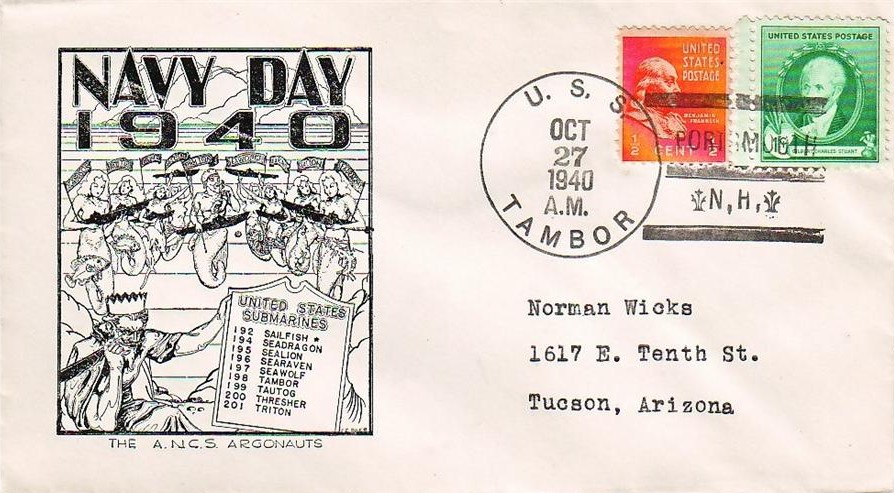 NAVY DAY
1940
UNITED STATES
SUBMARINES
192 SAILFISH *
194 SEADRAGON
195 SEALION
196 SEARAVEN
197 SEAWOLF
198 TAMBOR
199 TAUTOG
200 THRESHER
201 TRITON
THE A.N.C.S. ARGONAUTS
U. S. S.
OCT
27
1940
A.M.
TAMBOR
UNITED
STATES
POSTAGE
BENJAMIN
FRANKLIN
½ CENT ½
UNITED STATES POSTAGE
1¢
GILBERT CHARLES STUART
PORTSMOUTH
N.H.
Norman Wicks
1617 E. Tenth St.
Tucson, Arizona